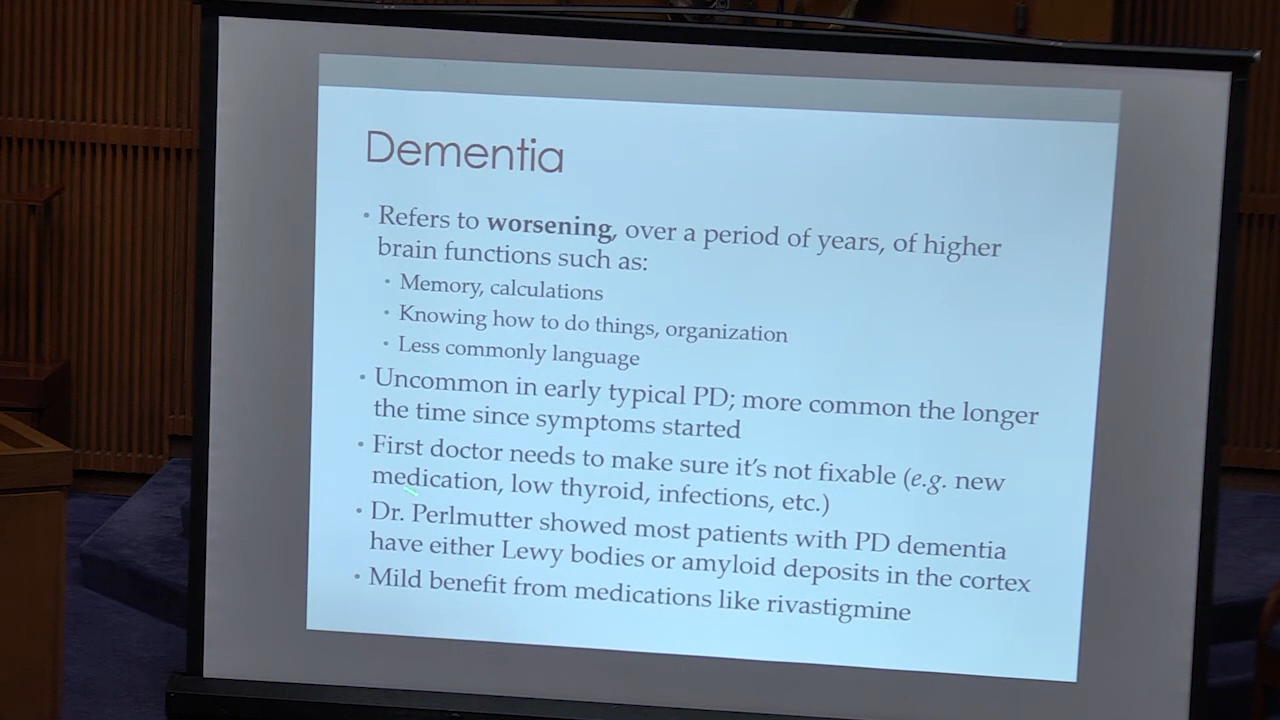 Dementia
• Refers to worsening, over a period of years, of higher
brain functions such as:
• Memory, calculations
• Knowing how to do things, organization
• Less commonly language
• Uncommon in early typical PD; more common the longer
the time since symptoms started
• First doctor needs to make sure it's not fixable (e.g. new
medication, low thyroid, infections, etc.)
• Dr. Perlmutter showed most patients with PD dementia
have either Lewy bodies or amyloid deposits in the cortex
• Mild benefit from medications like rivastigmine